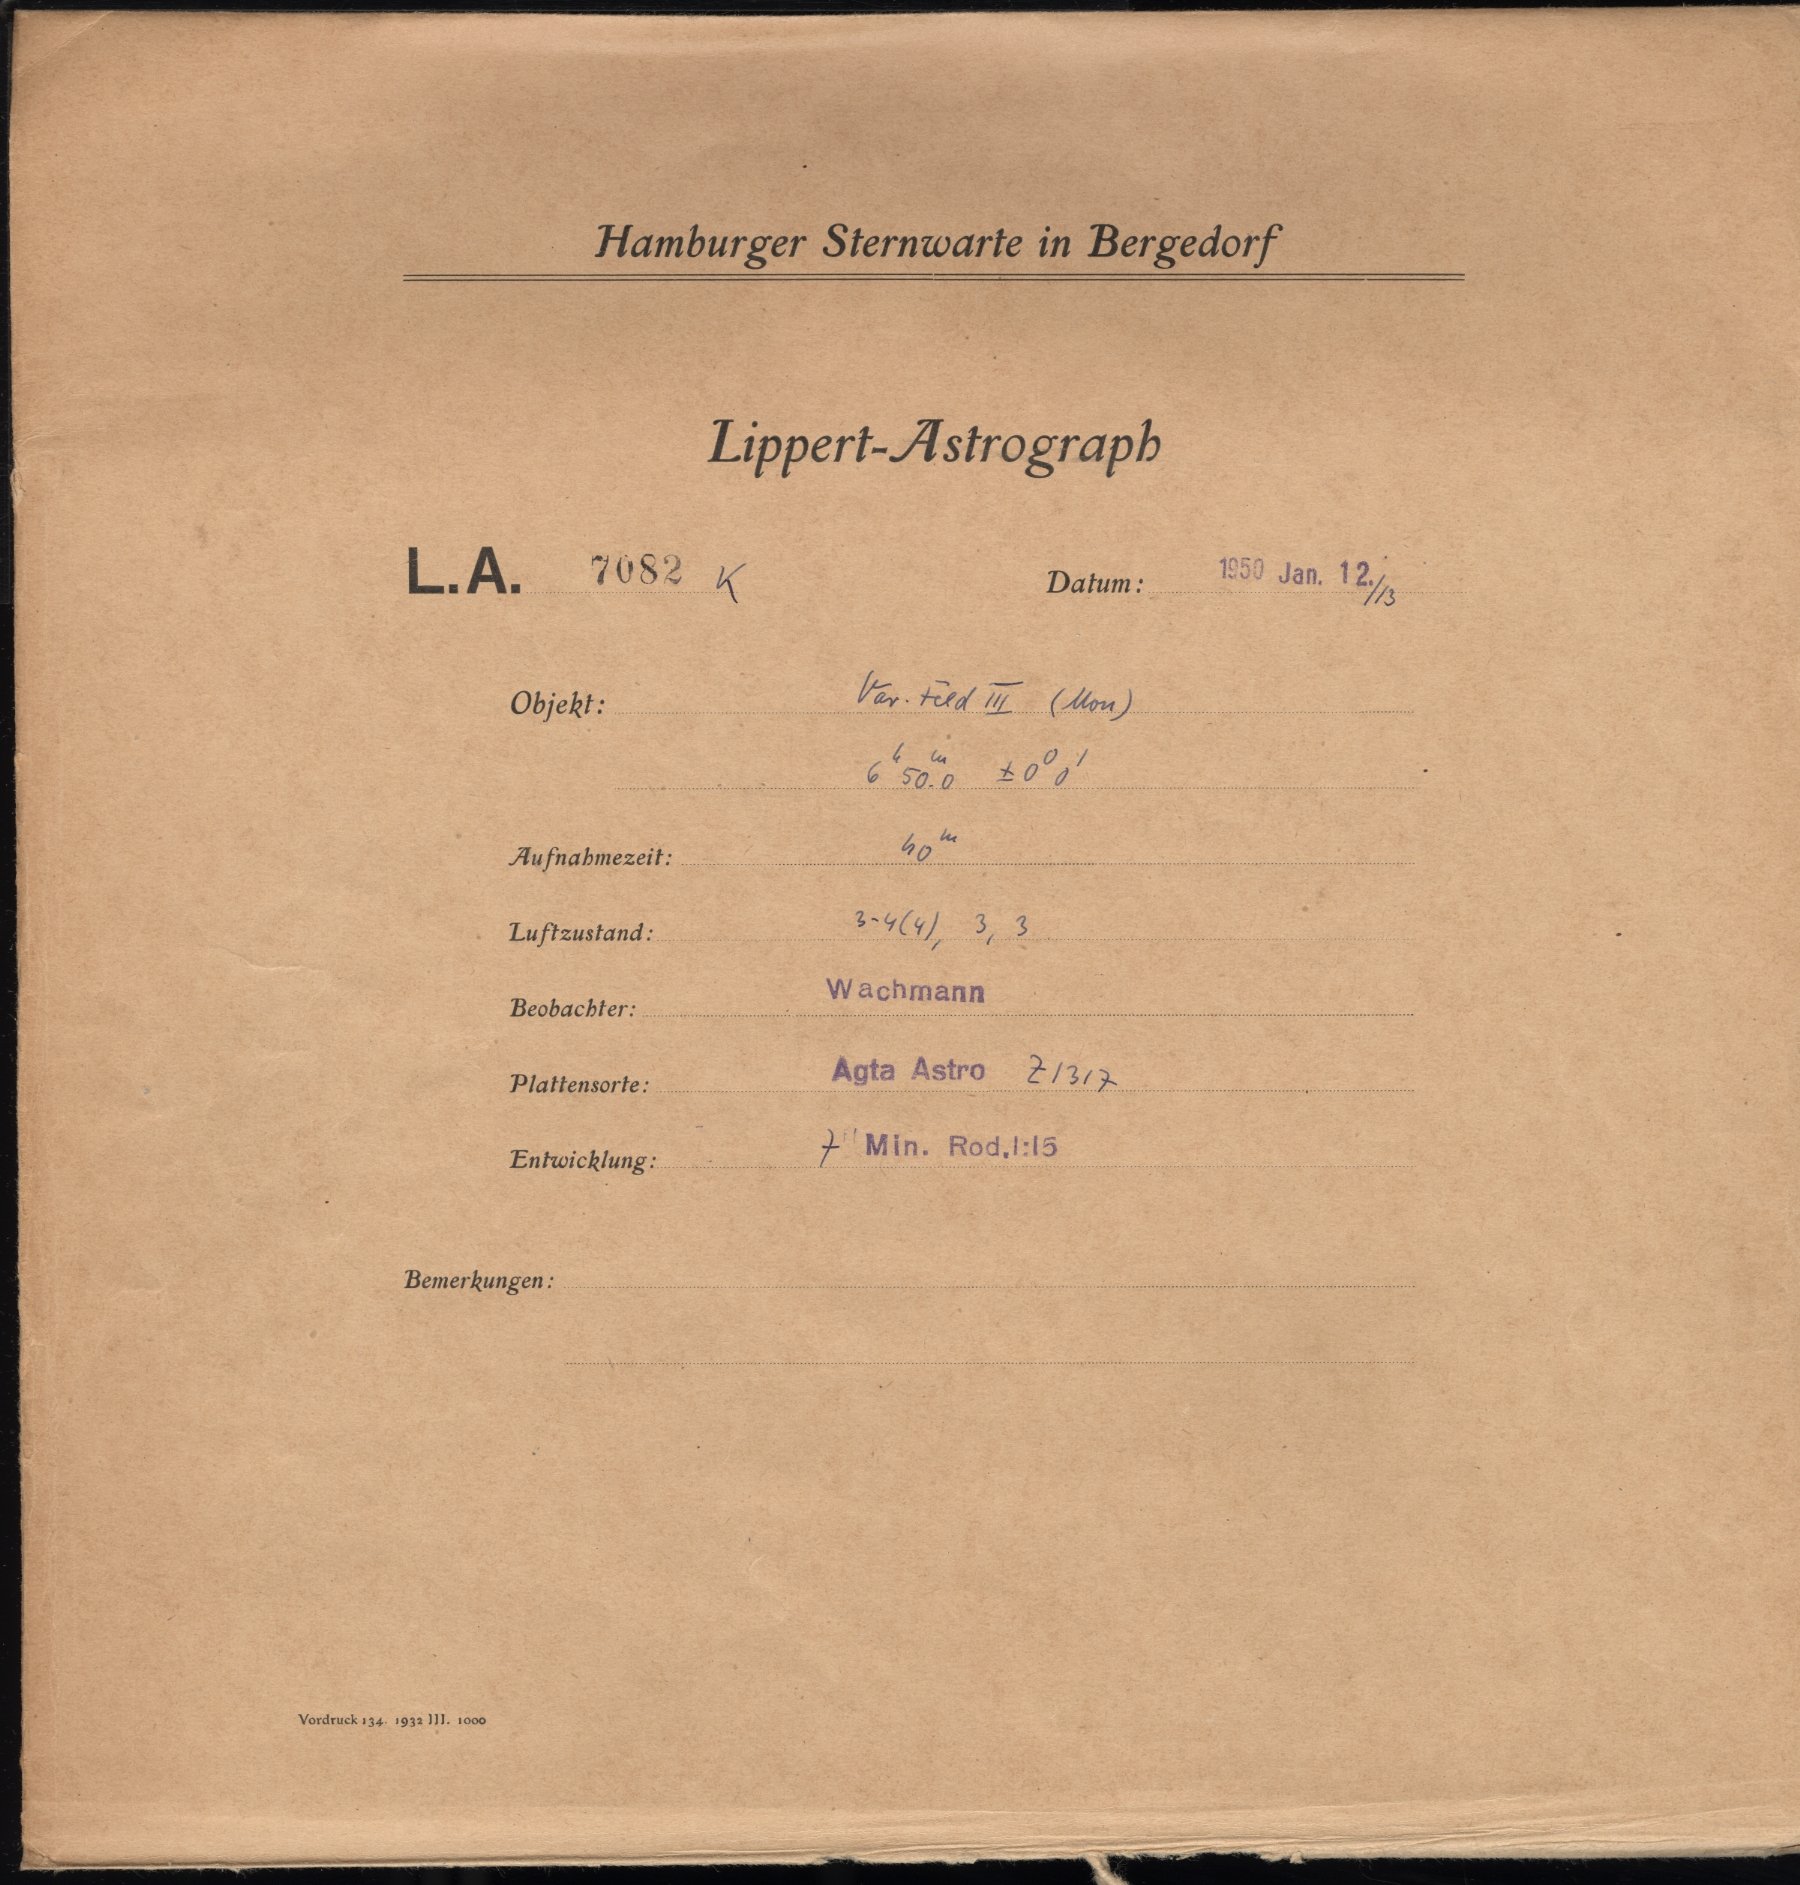 Hamburger Sternwarte in Bergedorf
Lippert-Astrograph
L.A. 7082 K Datum: 1950 Jan. 12./13
Objekt: Var. Feld III (Mon)
6ʰ 50.ᵐ0 ±0° 0'
Aufnahmezeit: 40ᵐ
Luftzustand: 3-4(4), 3, 3
Beobachter: Wachmann
Plattensorte: Agfa Astro Z1317
Entwicklung: 7 Min. Rod.1:15
Bemerkungen:
Vordruck 134. 1932 III. 1000